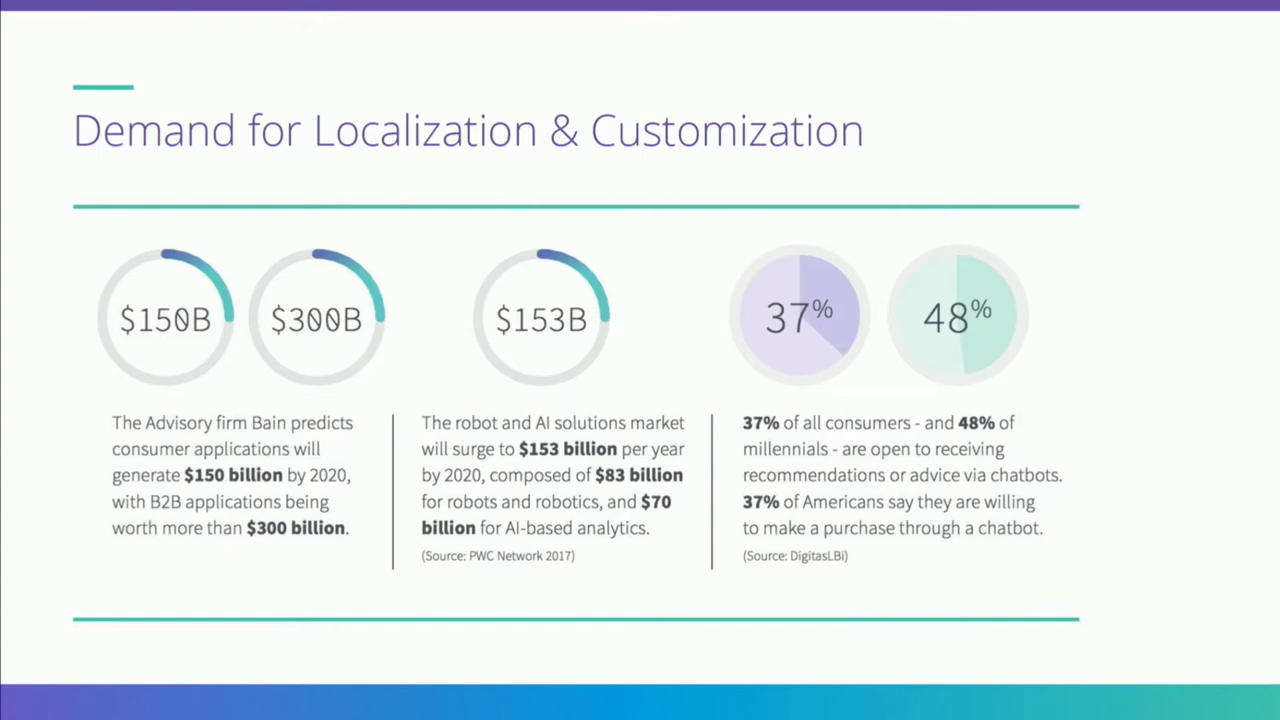 Demand for Localization & Customization
$150B
$300B
$153B
37%
48%
The Advisory firm Bain predicts
consumer applications will
generate $150 billion by 2020,
with B2B applications being
worth more than $300 billion.
The robot and AI solutions market
will surge to $153 billion per year
by 2020, composed of $83 billion
for robots and robotics, and $70
billion for AI-based analytics.
(Source: PWC Network 2017)
37% of all consumers - and 48% of
millennials - are open to receiving
recommendations or advice via chatbots.
37% of Americans say they are willing
to make a purchase through a chatbot.
(Source: DigitasLBi)